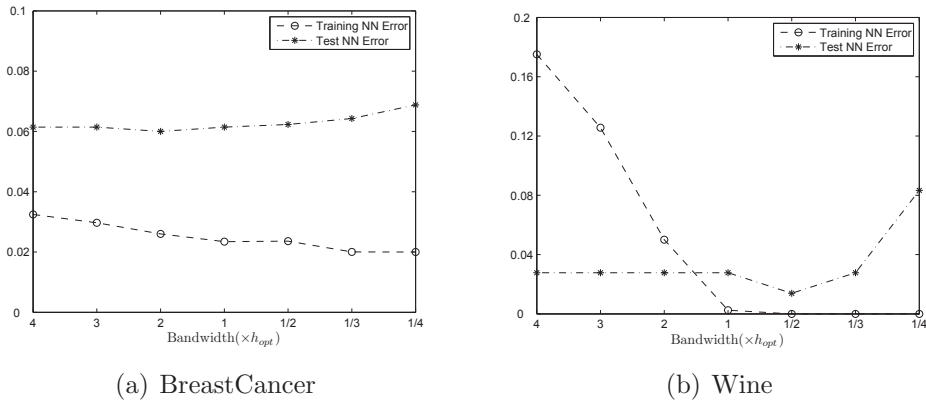 0.1
0.08
0.06
0.04
0.02
0
4 3 2 1 1/2 1/3 1/4
Bandwidth(×h_opt)
Training NN Error
Test NN Error
(a) BreastCancer
0.2
0.16
0.12
0.08
0.04
0
4 3 2 1 1/2 1/3 1/4
Bandwidth(×h_opt)
Training NN Error
Test NN Error
(b) Wine